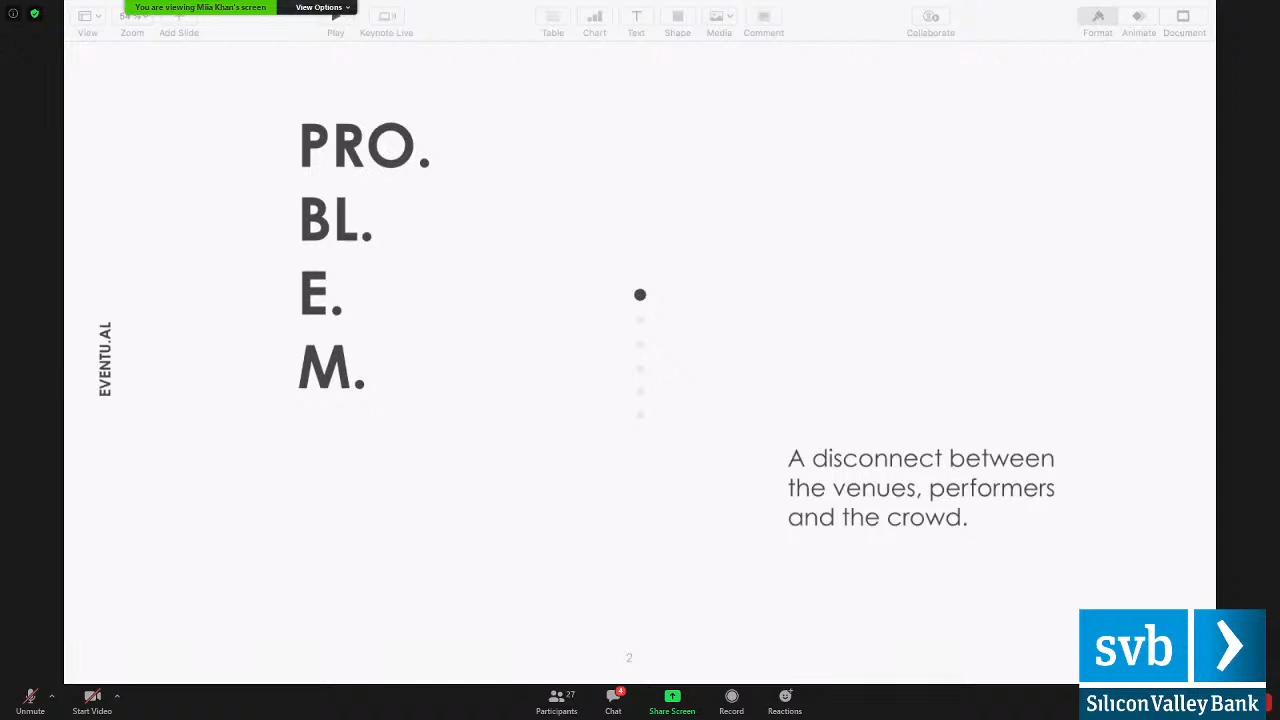 You are viewing Miia Khan's screen
View Options
View
Zoom
Add Slide
Play
Keynote Live
Table
Chart
Text
Shape
Media
Comment
Collaborate
Format
Animate
Document
PRO.
BL.
E.
M.
EVENTU.AL
A disconnect between
the venues, performers
and the crowd.
2
svb
Silicon Valley Bank
Unmute
Start Video
27
Participants
4
Chat
Share Screen
Record
Reactions